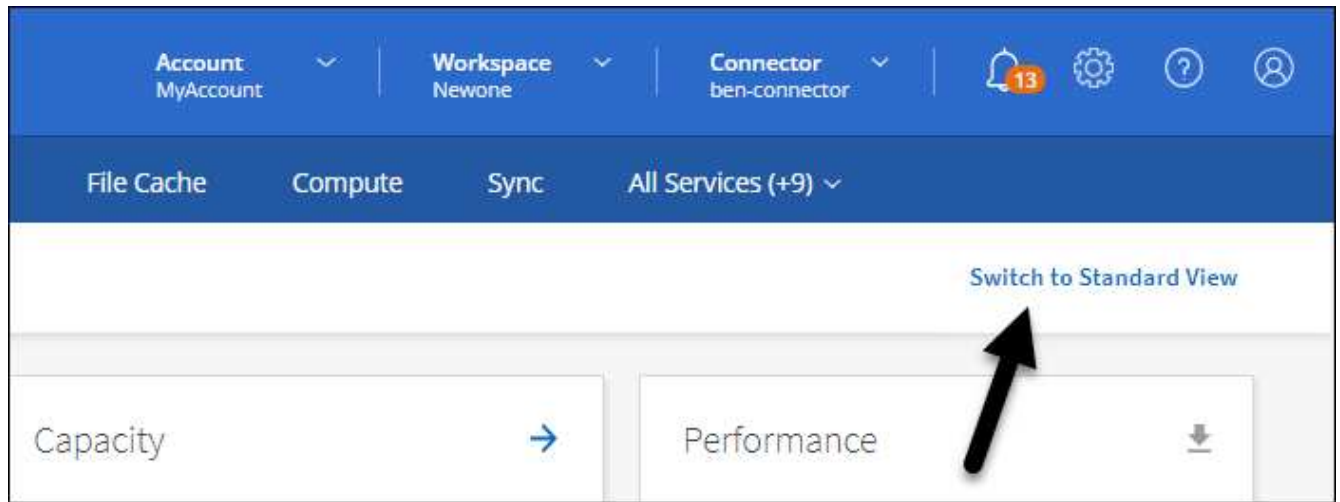 Account Workspace Connector
MyAccount Newone ben-connector
13
?
File Cache Compute Sync All Services (+9)
Switch to Standard View
Capacity Performance